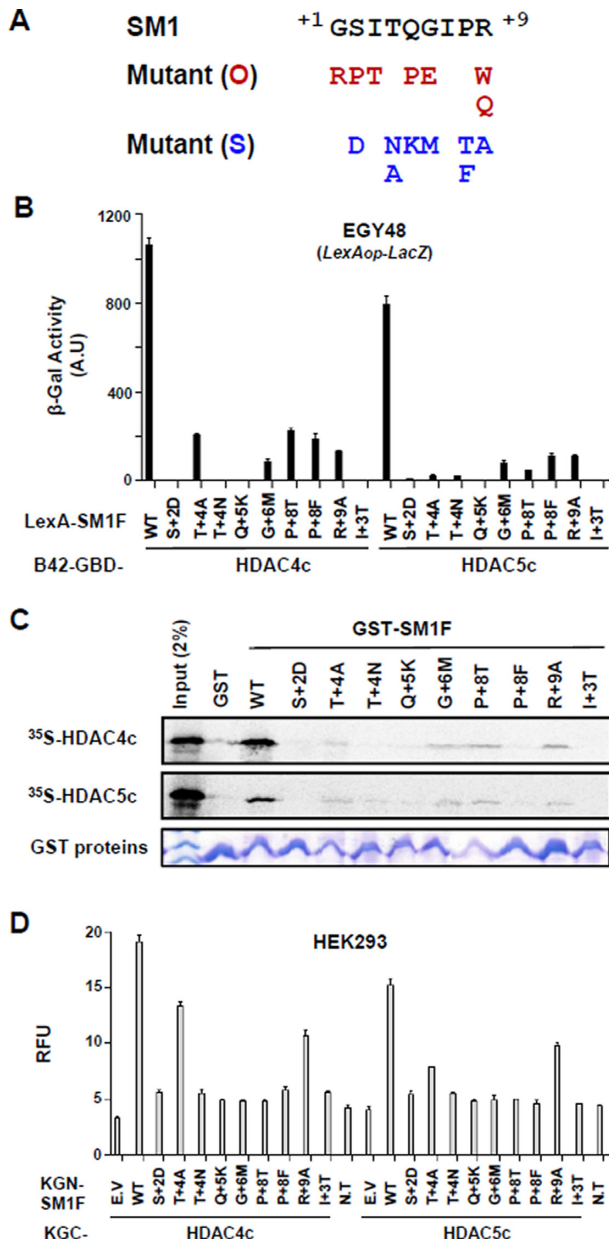 A
SM1 +1 GSITQGIPR +9
Mutant (O) RPT PE W
Q
Mutant (S) D NKM TA
A F
B
1200
800
400
0
β-Gal Activity
(A.U)
EGY48
(LexAop-LacZ)
LexA-SM1F WT S+2D T+4A T+4N Q+5K G+6M P+8T P+8F R+9A I+3T WT S+2D T+4A T+4N Q+5K G+6M P+8T P+8F R+9A I+3T
B42-GBD- HDAC4c HDAC5c
C
GST-SM1F
Input (2%) GST WT S+2D T+4A T+4N Q+5K G+6M P+8T P+8F R+9A I+3T
35S-HDAC4c
35S-HDAC5c
GST proteins
D
HEK293
20
15
10
5
0
RFU
KGN-
SM1F
E.V WT S+2D T+4A T+4N Q+5K G+6M P+8T P+8F R+9A I+3T N.T E.V WT S+2D T+4A T+4N Q+5K G+6M P+8T P+8F R+9A I+3T N.T
KGC- HDAC4c HDAC5c